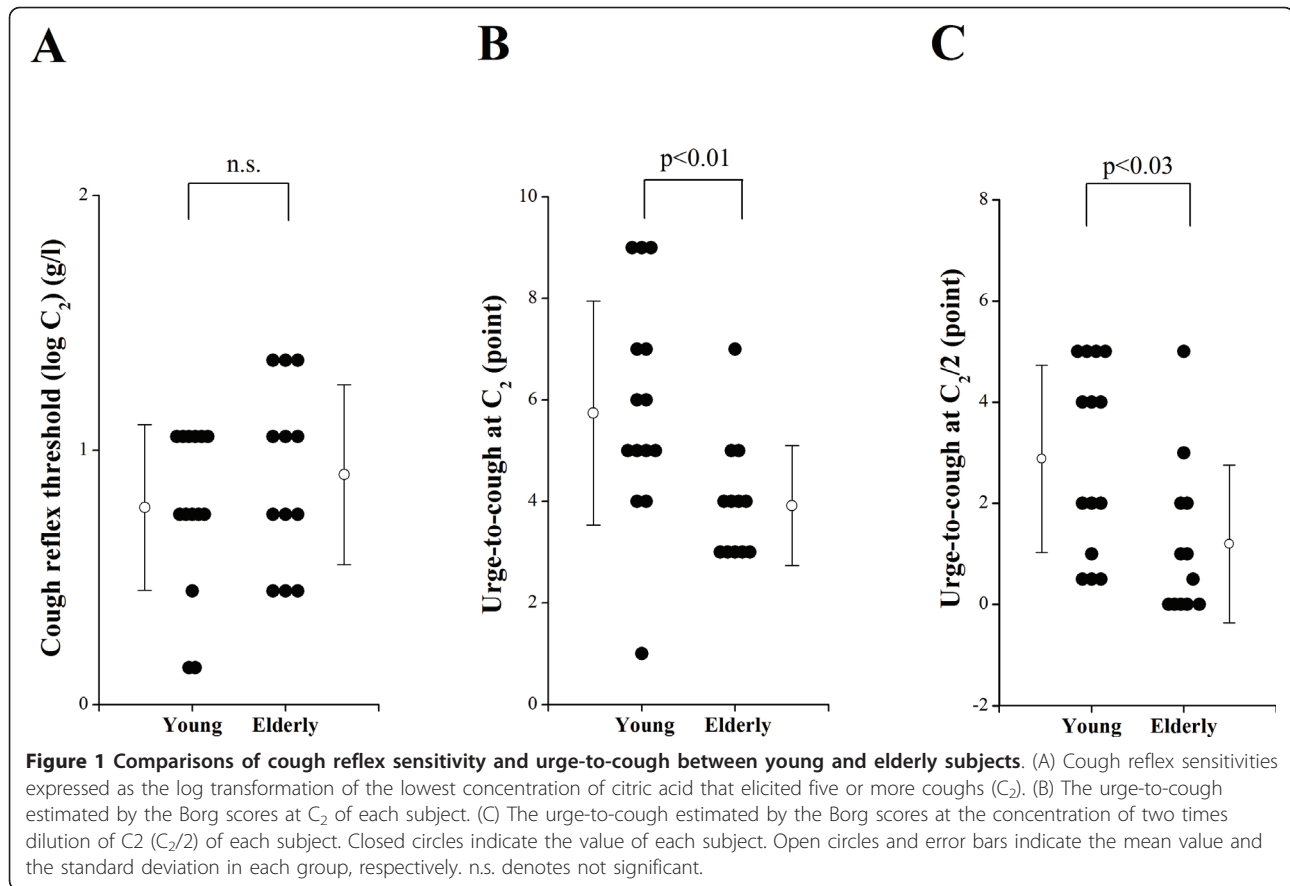 A
B
C
n.s.
p<0.01
p<0.03
Cough reflex threshold (log C₂) (g/l)
2
1
0
Young Elderly
Urge-to-cough at C₂ (point)
10
8
6
4
2
0
Young Elderly
Urge-to-cough at C₂/2 (point)
8
6
4
2
0
-2
Young Elderly
Figure 1 Comparisons of cough reflex sensitivity and urge-to-cough between young and elderly subjects. (A) Cough reflex sensitivities
expressed as the log transformation of the lowest concentration of citric acid that elicited five or more coughs (C₂). (B) The urge-to-cough
estimated by the Borg scores at C₂ of each subject. (C) The urge-to-cough estimated by the Borg scores at the concentration of two times
dilution of C2 (C₂/2) of each subject. Closed circles indicate the value of each subject. Open circles and error bars indicate the mean value and
the standard deviation in each group, respectively. n.s. denotes not significant.